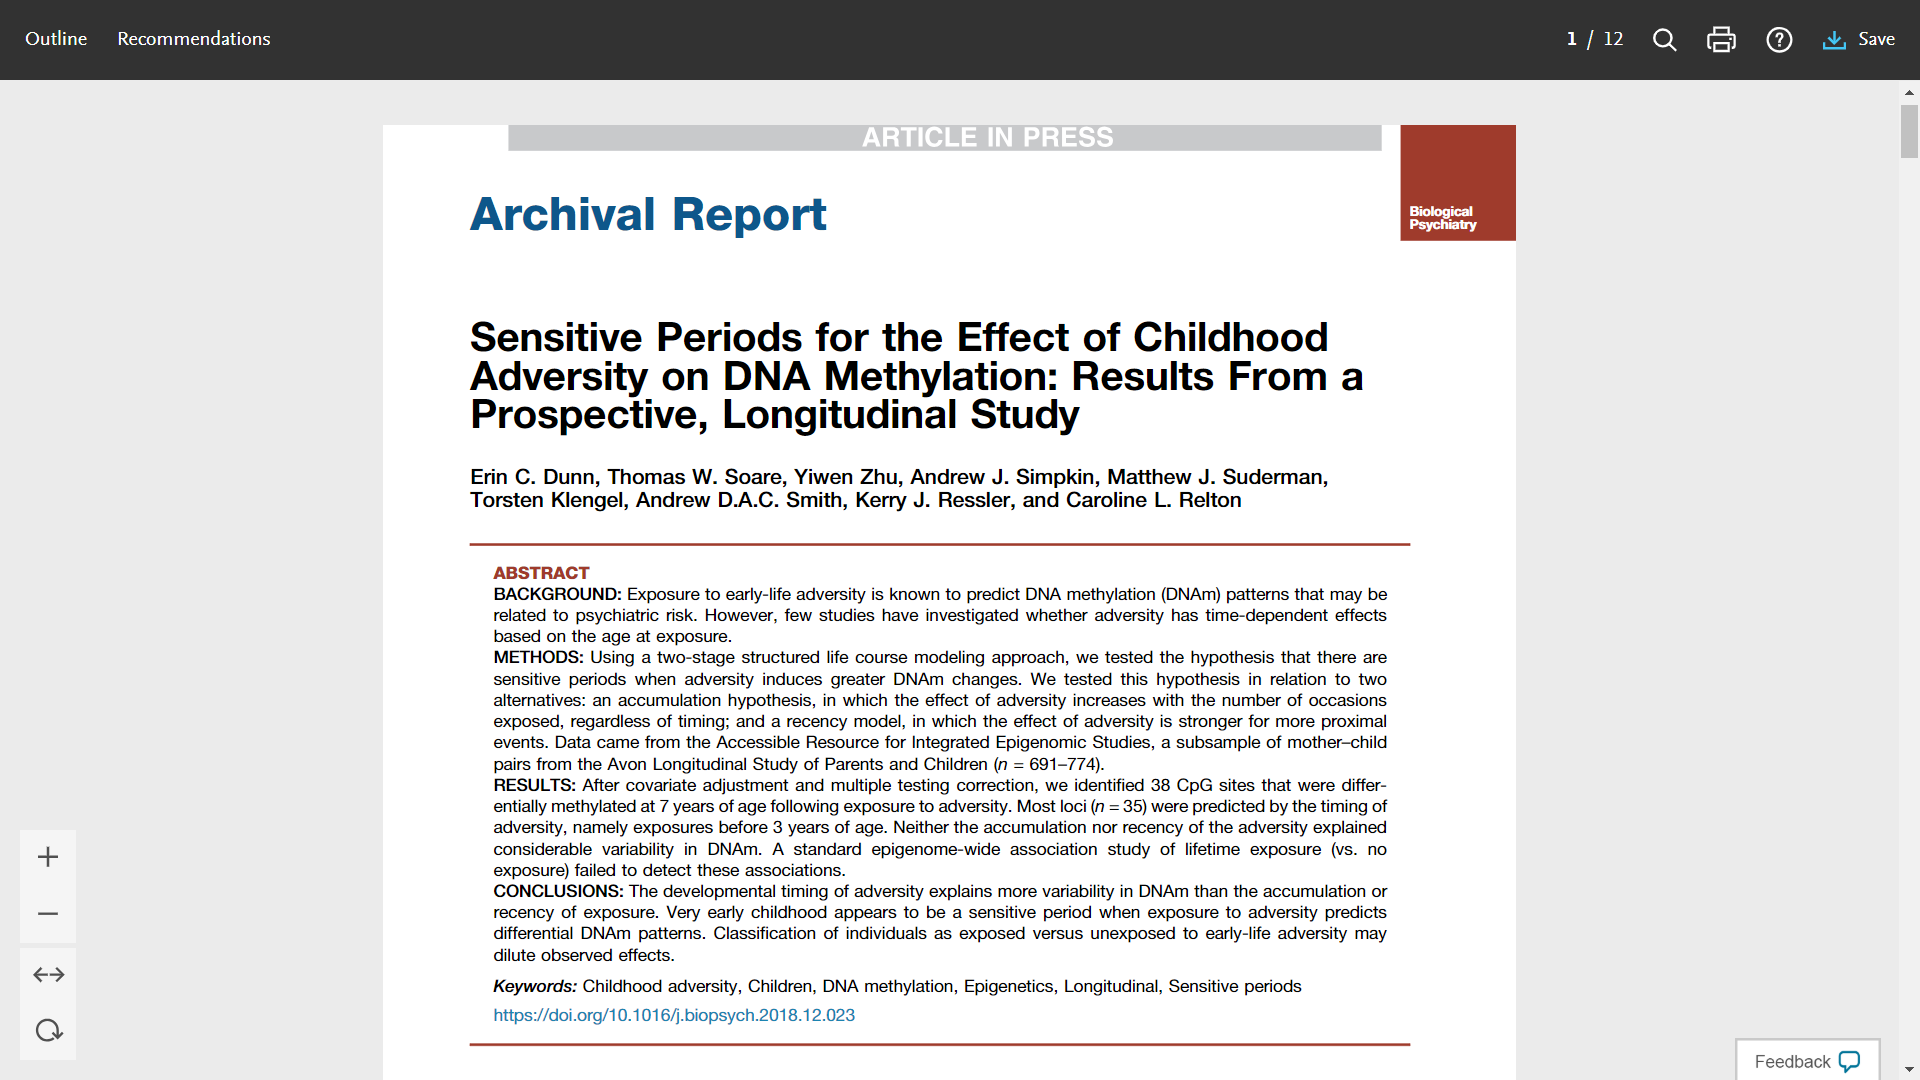 Outline Recommendations 1 / 12 Save
ARTICLE IN PRESS
Archival Report
Biological
Psychiatry
Sensitive Periods for the Effect of Childhood
Adversity on DNA Methylation: Results From a
Prospective, Longitudinal Study
Erin C. Dunn, Thomas W. Soare, Yiwen Zhu, Andrew J. Simpkin, Matthew J. Suderman,
Torsten Klengel, Andrew D.A.C. Smith, Kerry J. Ressler, and Caroline L. Relton
ABSTRACT
BACKGROUND: Exposure to early-life adversity is known to predict DNA methylation (DNAm) patterns that may be
related to psychiatric risk. However, few studies have investigated whether adversity has time-dependent effects
based on the age at exposure.
METHODS: Using a two-stage structured life course modeling approach, we tested the hypothesis that there are
sensitive periods when adversity induces greater DNAm changes. We tested this hypothesis in relation to two
alternatives: an accumulation hypothesis, in which the effect of adversity increases with the number of occasions
exposed, regardless of timing; and a recency model, in which the effect of adversity is stronger for more proximal
events. Data came from the Accessible Resource for Integrated Epigenomic Studies, a subsample of mother–child
pairs from the Avon Longitudinal Study of Parents and Children (n = 691–774).
RESULTS: After covariate adjustment and multiple testing correction, we identified 38 CpG sites that were differ-
entially methylated at 7 years of age following exposure to adversity. Most loci (n = 35) were predicted by the timing of
adversity, namely exposures before 3 years of age. Neither the accumulation nor recency of the adversity explained
considerable variability in DNAm. A standard epigenome-wide association study of lifetime exposure (vs. no
exposure) failed to detect these associations.
CONCLUSIONS: The developmental timing of adversity explains more variability in DNAm than the accumulation or
recency of exposure. Very early childhood appears to be a sensitive period when exposure to adversity predicts
differential DNAm patterns. Classification of individuals as exposed versus unexposed to early-life adversity may
dilute observed effects.
Keywords: Childhood adversity, Children, DNA methylation, Epigenetics, Longitudinal, Sensitive periods
https://doi.org/10.1016/j.biopsych.2018.12.023
Feedback